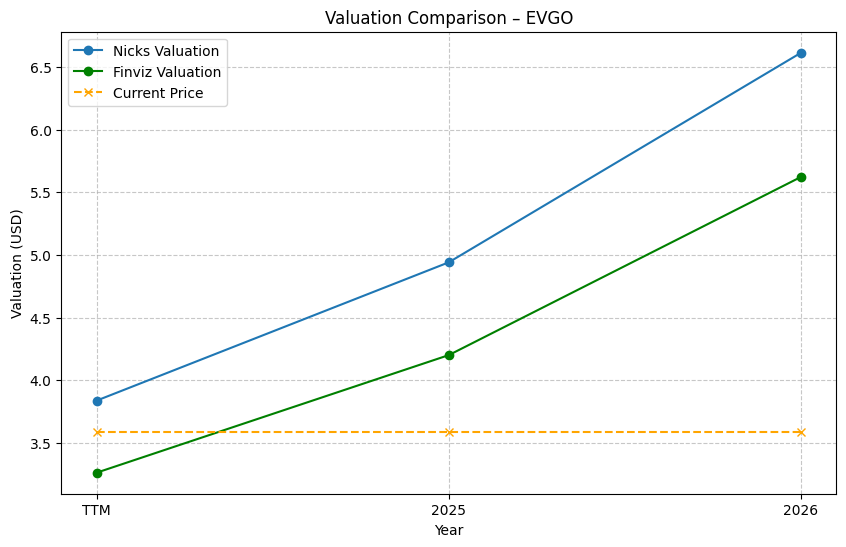 Valuation Comparison – EVGO
Nicks Valuation
Finviz Valuation
Current Price
Valuation (USD)
6.5
6.0
5.5
5.0
4.5
4.0
3.5
TTM
2025
2026
Year